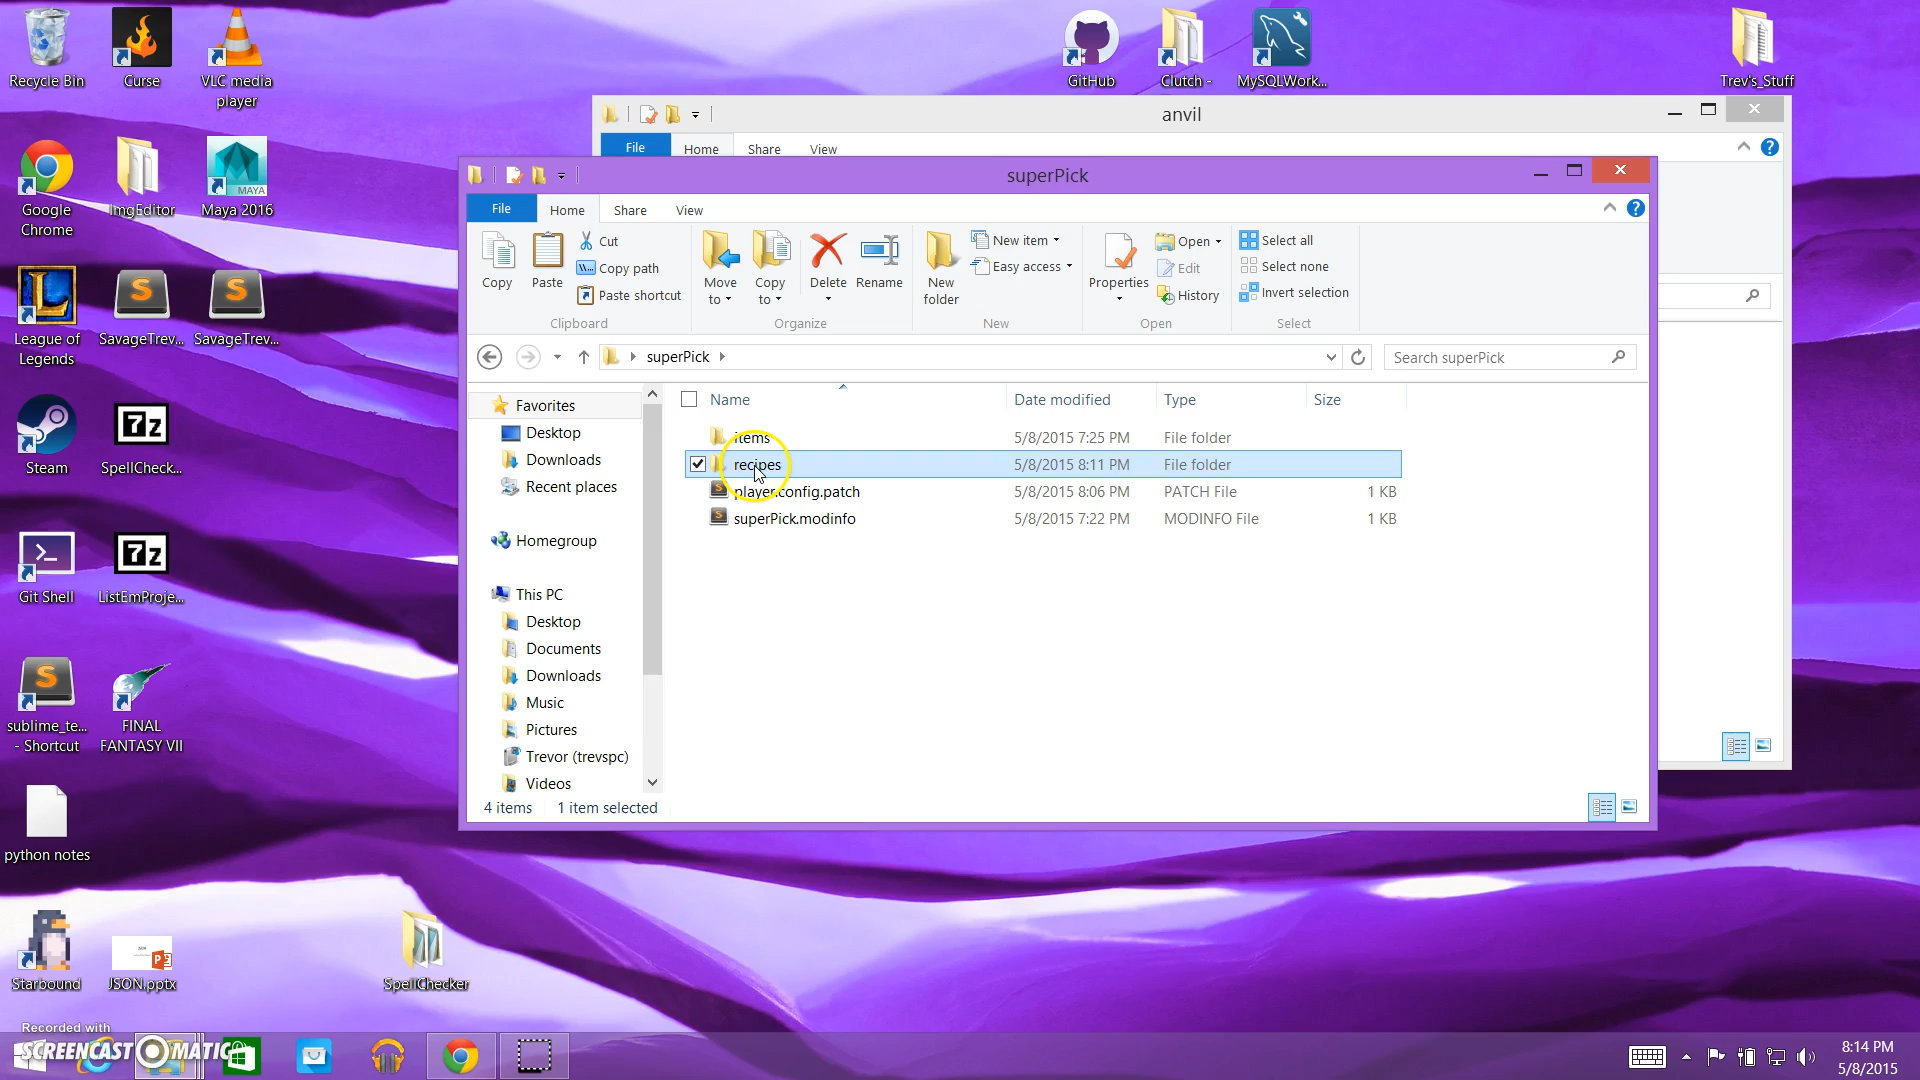 Recycle Bin
Curse
VLC media
player
GitHub
Clutch -
MySQLWork...
Trev's_Stuff
Google
Chrome
ImgEditor
MAYA
Maya 2016
League of
Legends
SavageTrev...
SavageTrev...
Steam
7z
SpellCheck...
Git Shell
7z
ListEmProje...
sublime_te...
- Shortcut
FINAL
FANTASY VII
python notes
Starbound
JSON.pptx
SpellChecker
anvil
File
Home
Share
View
superPick
File
Home
Share
View
Copy
Paste
Cut
Copy path
Paste shortcut
Clipboard
Move
to
Copy
to
Delete
Rename
Organize
New
folder
New item
Easy access
New
Properties
Open
Edit
History
Open
Select all
Select none
Invert selection
Select
superPick
Search superPick
Favorites
Desktop
Downloads
Recent places
Homegroup
This PC
Desktop
Documents
Downloads
Music
Pictures
Trevor (trevspc)
Videos
Name
Date modified
Type
Size
items
5/8/2015 7:25 PM
File folder
recipes
5/8/2015 8:11 PM
File folder
player.config.patch
5/8/2015 8:06 PM
PATCH File
1 KB
superPick.modinfo
5/8/2015 7:22 PM
MODINFO File
1 KB
4 items
1 item selected
Recorded with
SCREENCAST-O-MATIC
8:14 PM
5/8/2015